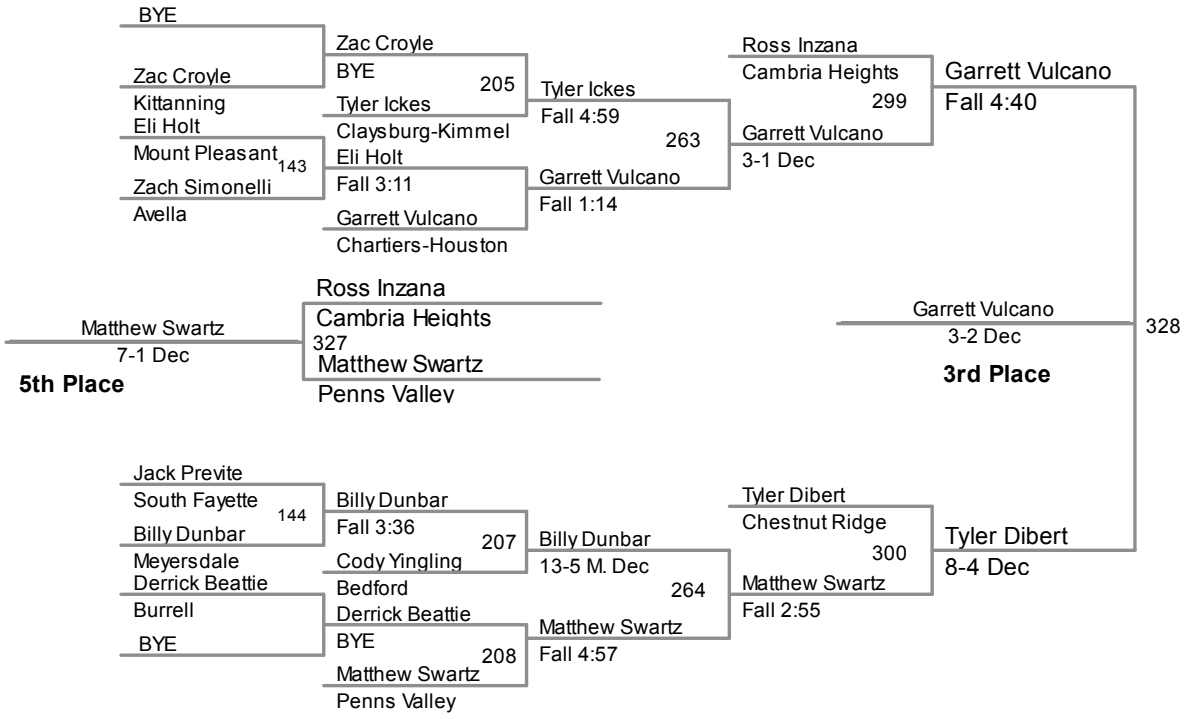 BYE
Zac Croyle
Kittanning
Eli Holt
Mount Pleasant
143
Zach Simonelli
Avella
Zac Croyle
BYE
205
Tyler Ickes
Claysburg-Kimmel
Eli Holt
Fall 3:11
Garrett Vulcano
Chartiers-Houston
Tyler Ickes
Fall 4:59
263
Garrett Vulcano
Fall 1:14
Ross Inzana
Cambria Heights
299
Garrett Vulcano
3-1 Dec
Garrett Vulcano
Fall 4:40
Ross Inzana
Cambria Heights
327
Matthew Swartz
Penns Valley
Matthew Swartz
7-1 Dec
5th Place
Garrett Vulcano
3-2 Dec
3rd Place
328
Jack Previte
South Fayette
144
Billy Dunbar
Meyersdale
Derrick Beattie
Burrell
BYE
Billy Dunbar
Fall 3:36
207
Cody Yingling
Bedford
Derrick Beattie
BYE
208
Matthew Swartz
Penns Valley
Billy Dunbar
13-5 M. Dec
264
Matthew Swartz
Fall 4:57
Tyler Dibert
Chestnut Ridge
300
Matthew Swartz
Fall 2:55
Tyler Dibert
8-4 Dec